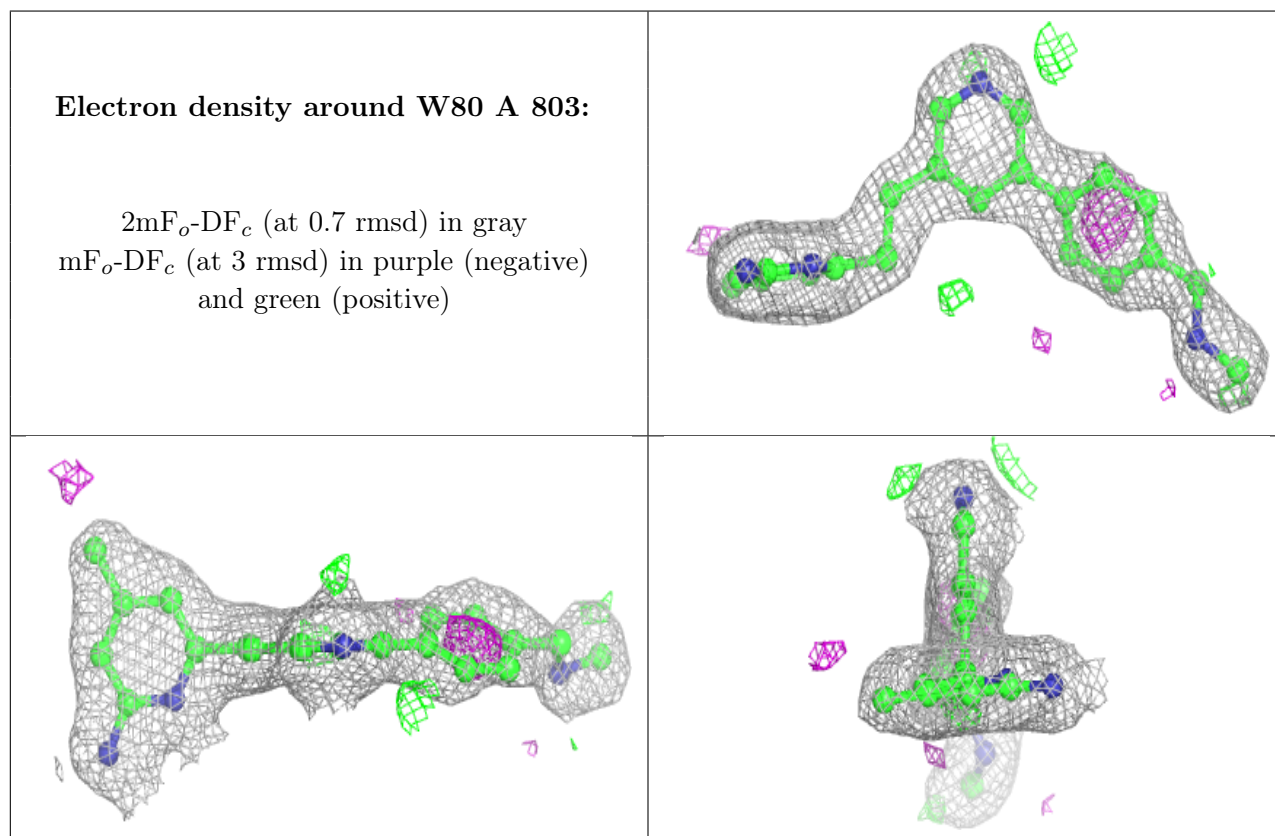 Electron density around W80 A 803:
2mFo-DFc (at 0.7 rmsd) in gray
mFo-DFc (at 3 rmsd) in purple (negative)
and green (positive)